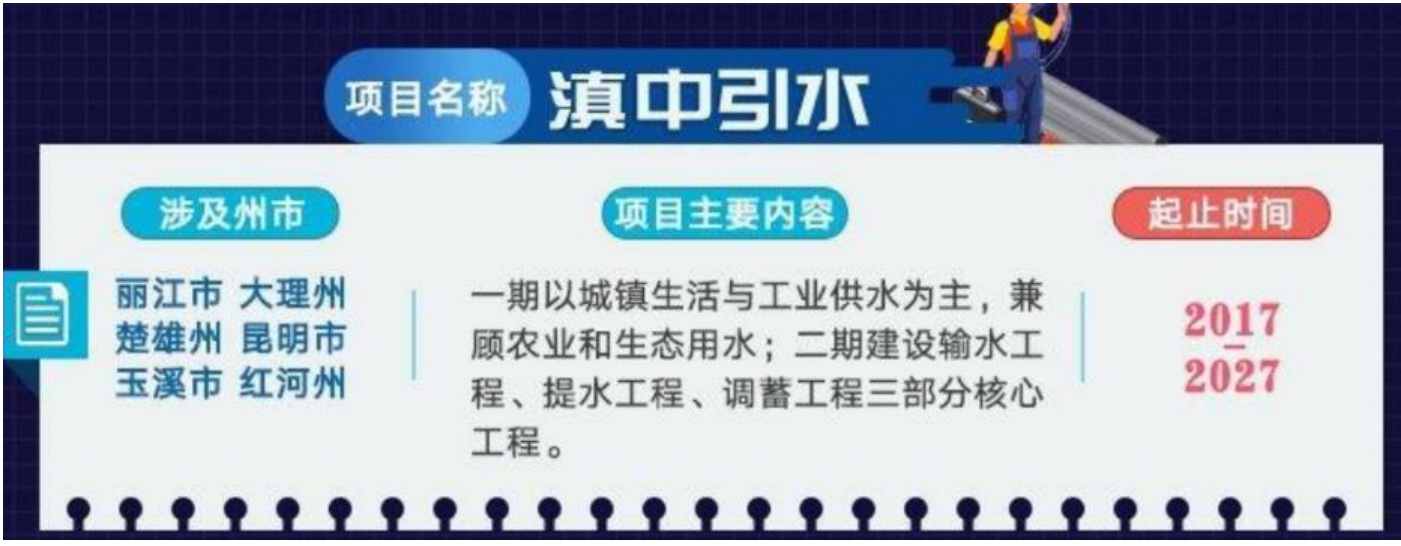 项目名称 滇中引水
涉及州市
丽江市 大理州
楚雄州 昆明市
玉溪市 红河州
项目主要内容
一期以城镇生活与工业供水为主，兼
顾农业和生态用水；二期建设输水工
程、提水工程、调蓄工程三部分核心
工程。
起止时间
2017
—
2027